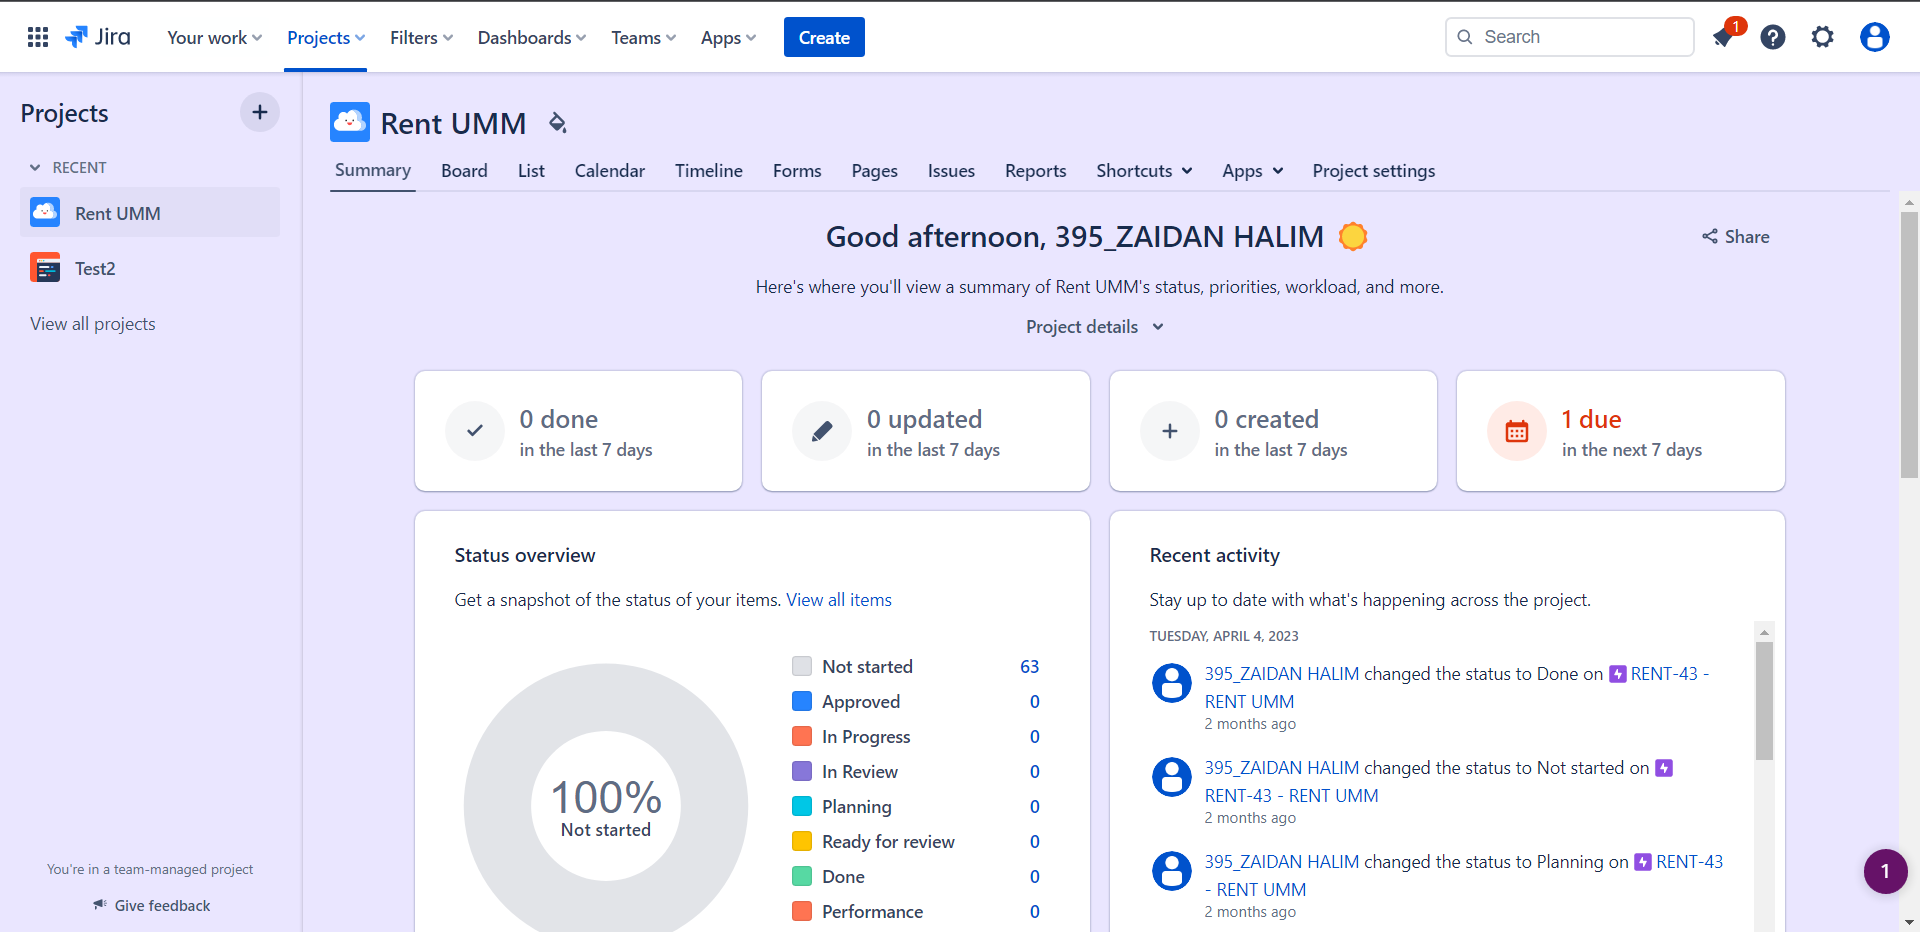 Jira
Your work
Projects
Filters
Dashboards
Teams
Apps
Create
Search
1
Projects
RECENT
Rent UMM
Test2
View all projects
You're in a team-managed project
Give feedback
Rent UMM
Summary
Board
List
Calendar
Timeline
Forms
Pages
Issues
Reports
Shortcuts
Apps
Project settings
Good afternoon, 395_ZAIDAN HALIM
Share
Here's where you'll view a summary of Rent UMM's status, priorities, workload, and more.
Project details
0 done
in the last 7 days
0 updated
in the last 7 days
0 created
in the last 7 days
1 due
in the next 7 days
Status overview
Get a snapshot of the status of your items. View all items
100%
Not started
Not started 63
Approved 0
In Progress 0
In Review 0
Planning 0
Ready for review 0
Done 0
Performance 0
Recent activity
Stay up to date with what's happening across the project.
TUESDAY, APRIL 4, 2023
395_ZAIDAN HALIM changed the status to Done on RENT-43 -
RENT UMM
2 months ago
395_ZAIDAN HALIM changed the status to Not started on
RENT-43 - RENT UMM
2 months ago
395_ZAIDAN HALIM changed the status to Planning on RENT-43
- RENT UMM
2 months ago
1